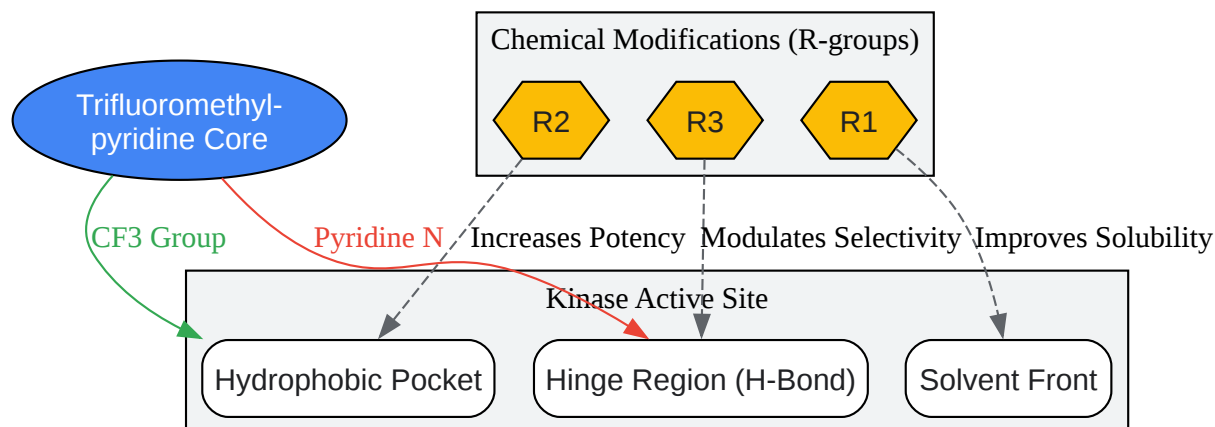 Chemical Modifications (R-groups)
Trifluoromethyl-
pyridine Core
R2
R3
R1
CF3 Group
Pyridine N
Increases Potency
Modulates Selectivity
Improves Solubility
Kinase Active Site
Hydrophobic Pocket
Hinge Region (H-Bond)
Solvent Front